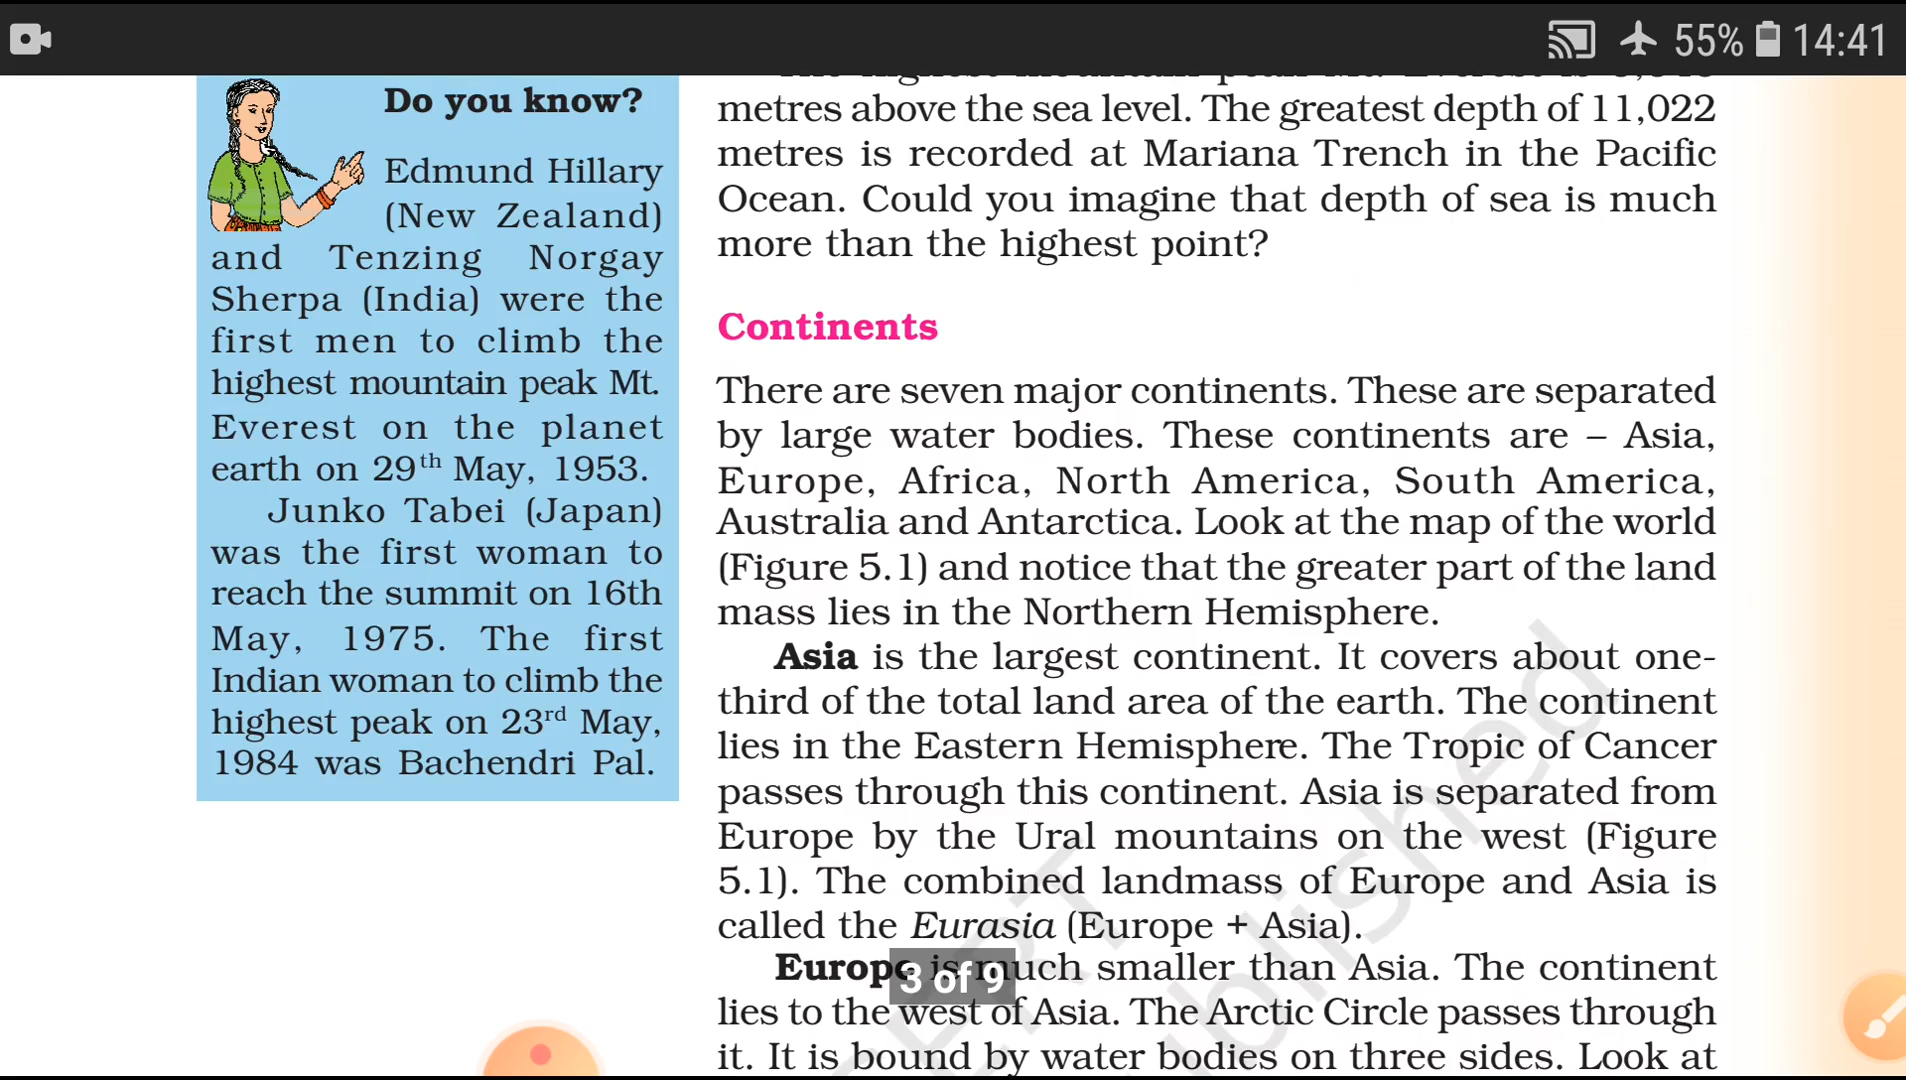 55% 14:41
Do you know?
Edmund Hillary
(New Zealand)
and Tenzing Norgay
Sherpa (India) were the
first men to climb the
highest mountain peak Mt.
Everest on the planet
earth on 29th May, 1953.
Junko Tabei (Japan)
was the first woman to
reach the summit on 16th
May, 1975. The first
Indian woman to climb the
highest peak on 23rd May,
1984 was Bachendri Pal.
metres above the sea level. The greatest depth of 11,022
metres is recorded at Mariana Trench in the Pacific
Ocean. Could you imagine that depth of sea is much
more than the highest point?
Continents
There are seven major continents. These are separated
by large water bodies. These continents are – Asia,
Europe, Africa, North America, South America,
Australia and Antarctica. Look at the map of the world
(Figure 5.1) and notice that the greater part of the land
mass lies in the Northern Hemisphere.
Asia is the largest continent. It covers about one-
third of the total land area of the earth. The continent
lies in the Eastern Hemisphere. The Tropic of Cancer
passes through this continent. Asia is separated from
Europe by the Ural mountains on the west (Figure
5.1). The combined landmass of Europe and Asia is
called the Eurasia (Europe + Asia).
Europe is much smaller than Asia. The continent
3 of 9
lies to the west of Asia. The Arctic Circle passes through
it. It is bound by water bodies on three sides. Look at